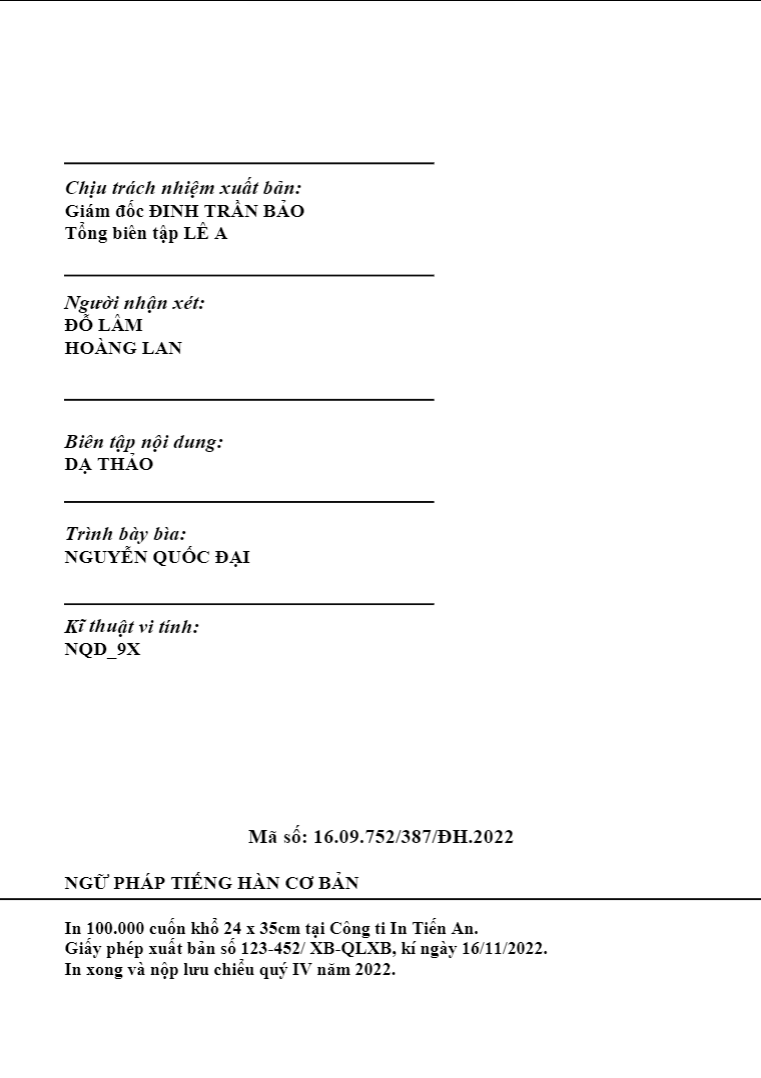 Chịu trách nhiệm xuất bản:
Giám đốc ĐINH TRẦN BẢO
Tổng biên tập LÊ A
Người nhận xét:
ĐỖ LÂM
HOÀNG LAN
Biên tập nội dung:
DẠ THẢO
Trình bày bìa:
NGUYỄN QUỐC ĐẠI
Kĩ thuật vi tính:
NQD_9X
Mã số: 16.09.752/387/ĐH.2022
NGỮ PHÁP TIẾNG HÀN CƠ BẢN
In 100.000 cuốn khổ 24 x 35cm tại Công ti In Tiến An.
Giấy phép xuất bản số 123-452/ XB-QLXB, kí ngày 16/11/2022.
In xong và nộp lưu chiểu quý IV năm 2022.